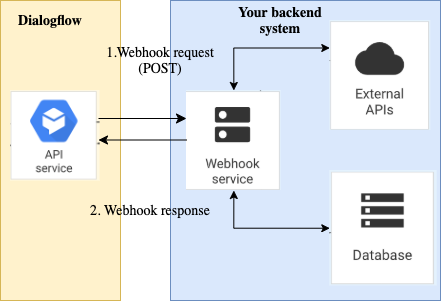 Dialogflow
Your backend
system
1.Webhook request
(POST)
API
service
Webhook
service
External
APIs
2. Webhook response
Database